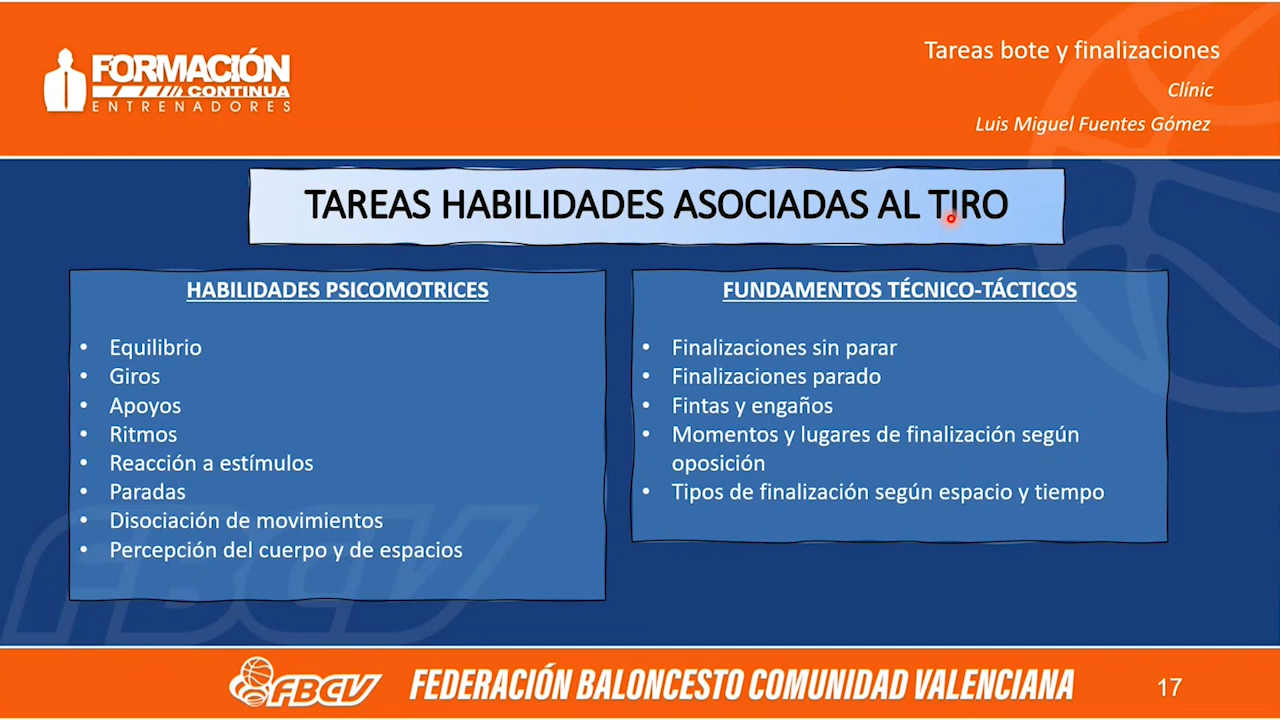 FORMACIÓN
CONTINUA
ENTRENADORES
Tareas bote y finalizaciones
Clínic
Luis Miguel Fuentes Gómez
TAREAS HABILIDADES ASOCIADAS AL TIRO
HABILIDADES PSICOMOTRICES
• Equilibrio
• Giros
• Apoyos
• Ritmos
• Reacción a estímulos
• Paradas
• Disociación de movimientos
• Percepción del cuerpo y de espacios
FUNDAMENTOS TÉCNICO-TÁCTICOS
• Finalizaciones sin parar
• Finalizaciones parado
• Fintas y engaños
• Momentos y lugares de finalización según
oposición
• Tipos de finalización según espacio y tiempo
FBCV
FBCV
FEDERACIÓN BALONCESTO COMUNIDAD VALENCIANA
17